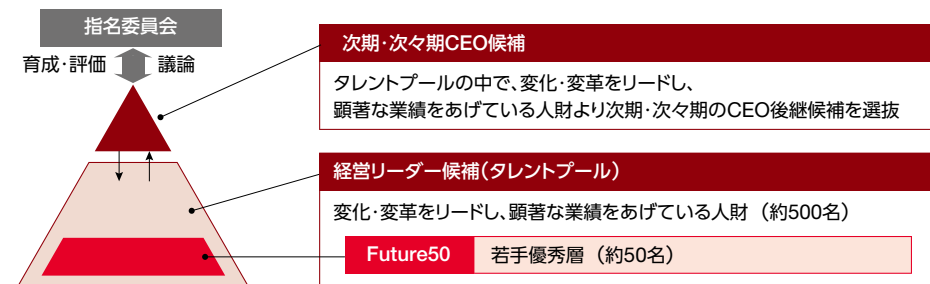 指名委員会
育成・評価 議論
次期・次々期CEO候補
タレントプールの中で、変化・変革をリードし、
顕著な業績をあげている人財より次期・次々期のCEO後継候補を選抜
経営リーダー候補（タレントプール）
変化・変革をリードし、顕著な業績をあげている人財（約500名）
Future50 若手優秀層（約50名）